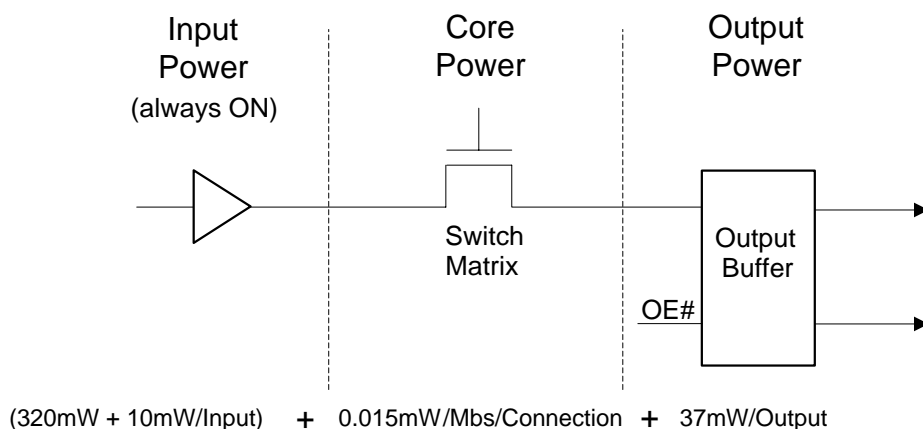 Input
Power
(always ON)
Core
Power
Output
Power
Switch
Matrix
Output
Buffer
OE#
(320mW + 10mW/Input) + 0.015mW/Mbs/Connection + 37mW/Output